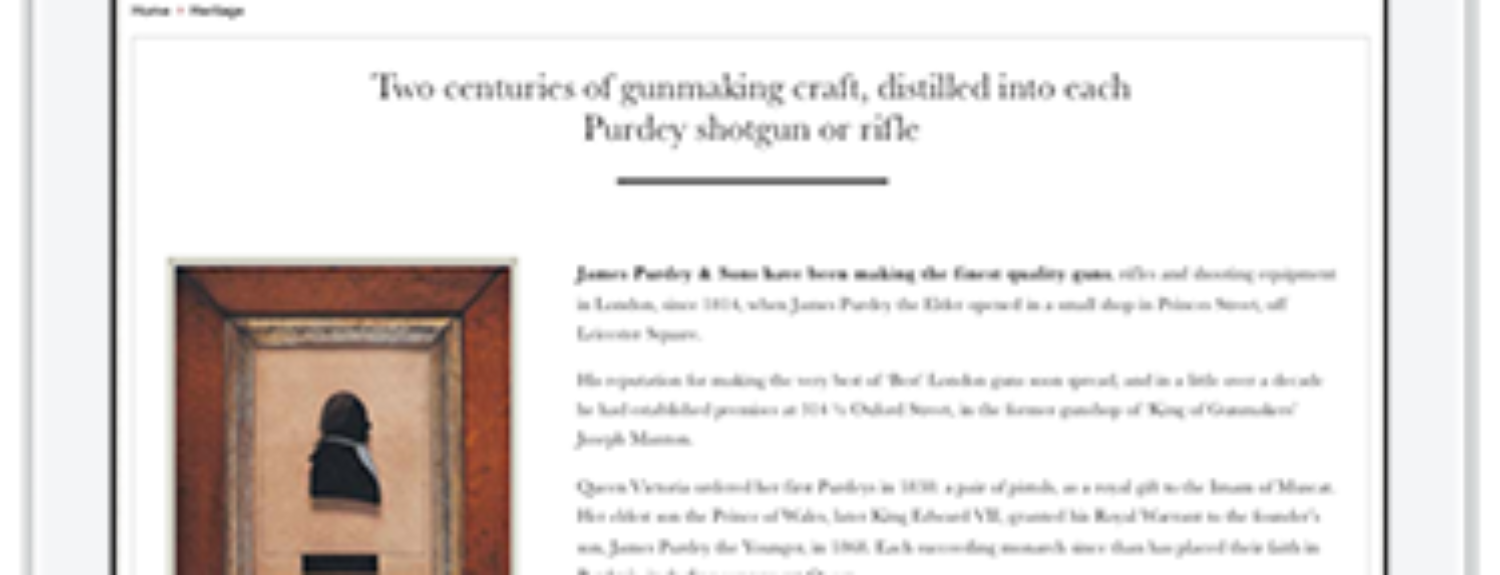 Home • Heritage
Two centuries of gunmaking craft, distilled into each
Purdey shotgun or rifle
James Purdey & Sons have been making the finest quality guns, rifles and shooting equipment
in London, since 1814, when James Purdey the Elder opened in a small shop in Princes Street, off
Leicester Square.
His reputation for making the very best of 'Best' London guns soon spread, and in a little over a decade
he had established premises at 314 ½ Oxford Street, in the former gunshop of 'King of Gunmakers'
Joseph Manton.
Queen Victoria ordered her first Purdeys in 1838: a pair of pistols, as a royal gift to the Imam of Muscat.
Her eldest son the Prince of Wales, later King Edward VII, granted his Royal Warrant to the founder's
son, James Purdey the Younger, in 1868. Each succeeding monarch since than has placed their faith in